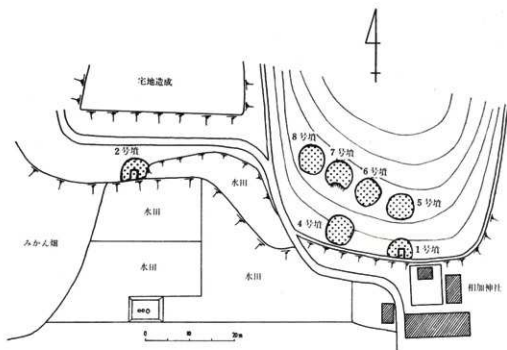 宅地造成
8号墳
7号墳
2号墳
6号墳
水田
5号墳
4号墳
1号墳
水田
みかん畑
水田
水田
相加神社
0 10 20m